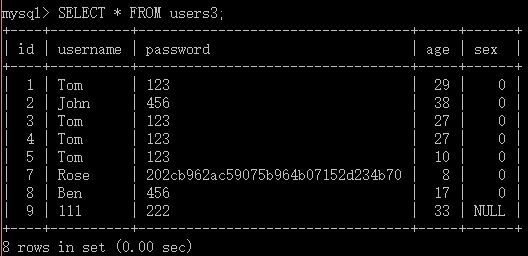 mysql> SELECT * FROM users3;
+----+----------+----------------------------------+-----+------+
| id | username | password                         | age | sex  |
+----+----------+----------------------------------+-----+------+
|  1 | Tom      | 123                              |  29 |    0 |
|  2 | John     | 456                              |  38 |    0 |
|  3 | Tom      | 123                              |  27 |    0 |
|  4 | Tom      | 123                              |  27 |    0 |
|  5 | Tom      | 123                              |  10 |    0 |
|  7 | Rose     | 202cb962ac59075b964b07152d234b70 |   8 |    0 |
|  8 | Ben      | 456                              |  17 |    0 |
|  9 | 111      | 222                              |  33 | NULL |
+----+----------+----------------------------------+-----+------+
8 rows in set (0.00 sec)